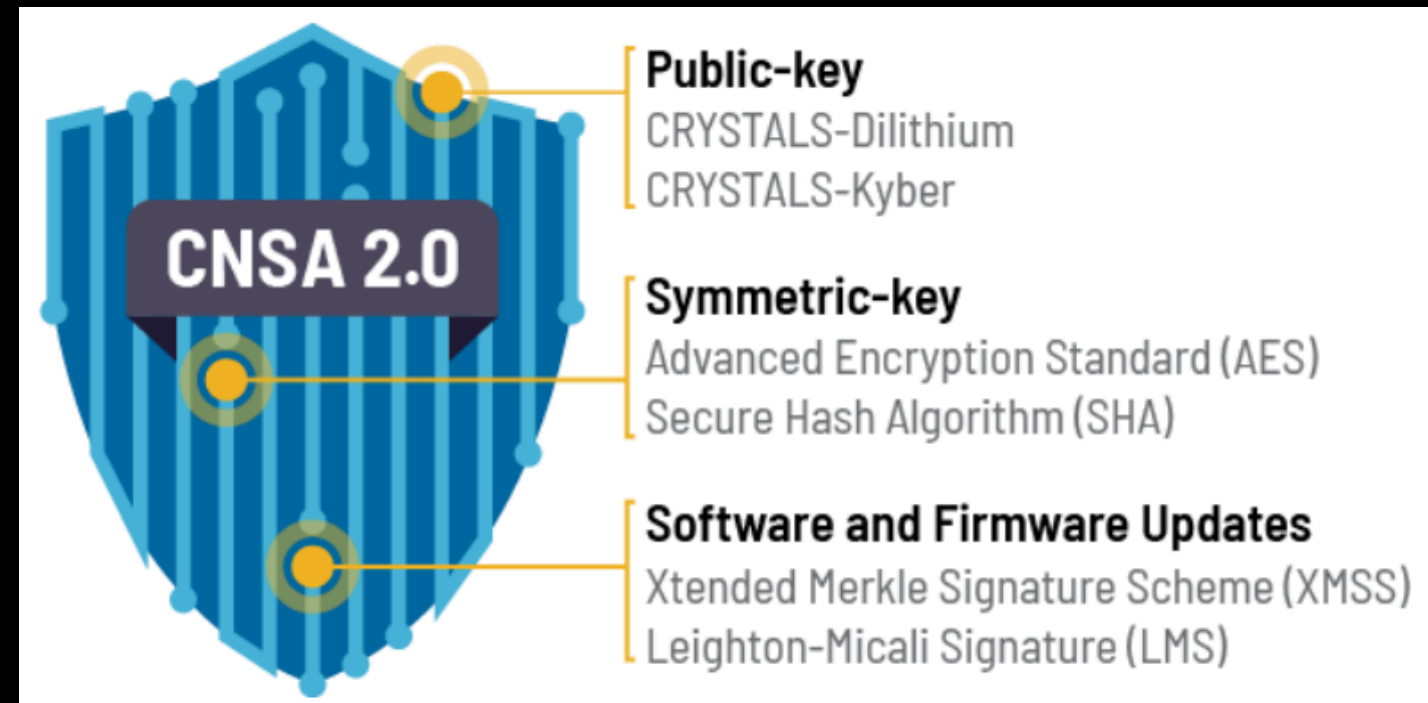 CNSA 2.0
Public-key
CRYSTALS-Dilithium
CRYSTALS-Kyber
Symmetric-key
Advanced Encryption Standard (AES)
Secure Hash Algorithm (SHA)
Software and Firmware Updates
Xtended Merkle Signature Scheme (XMSS)
Leighton-Micali Signature (LMS)